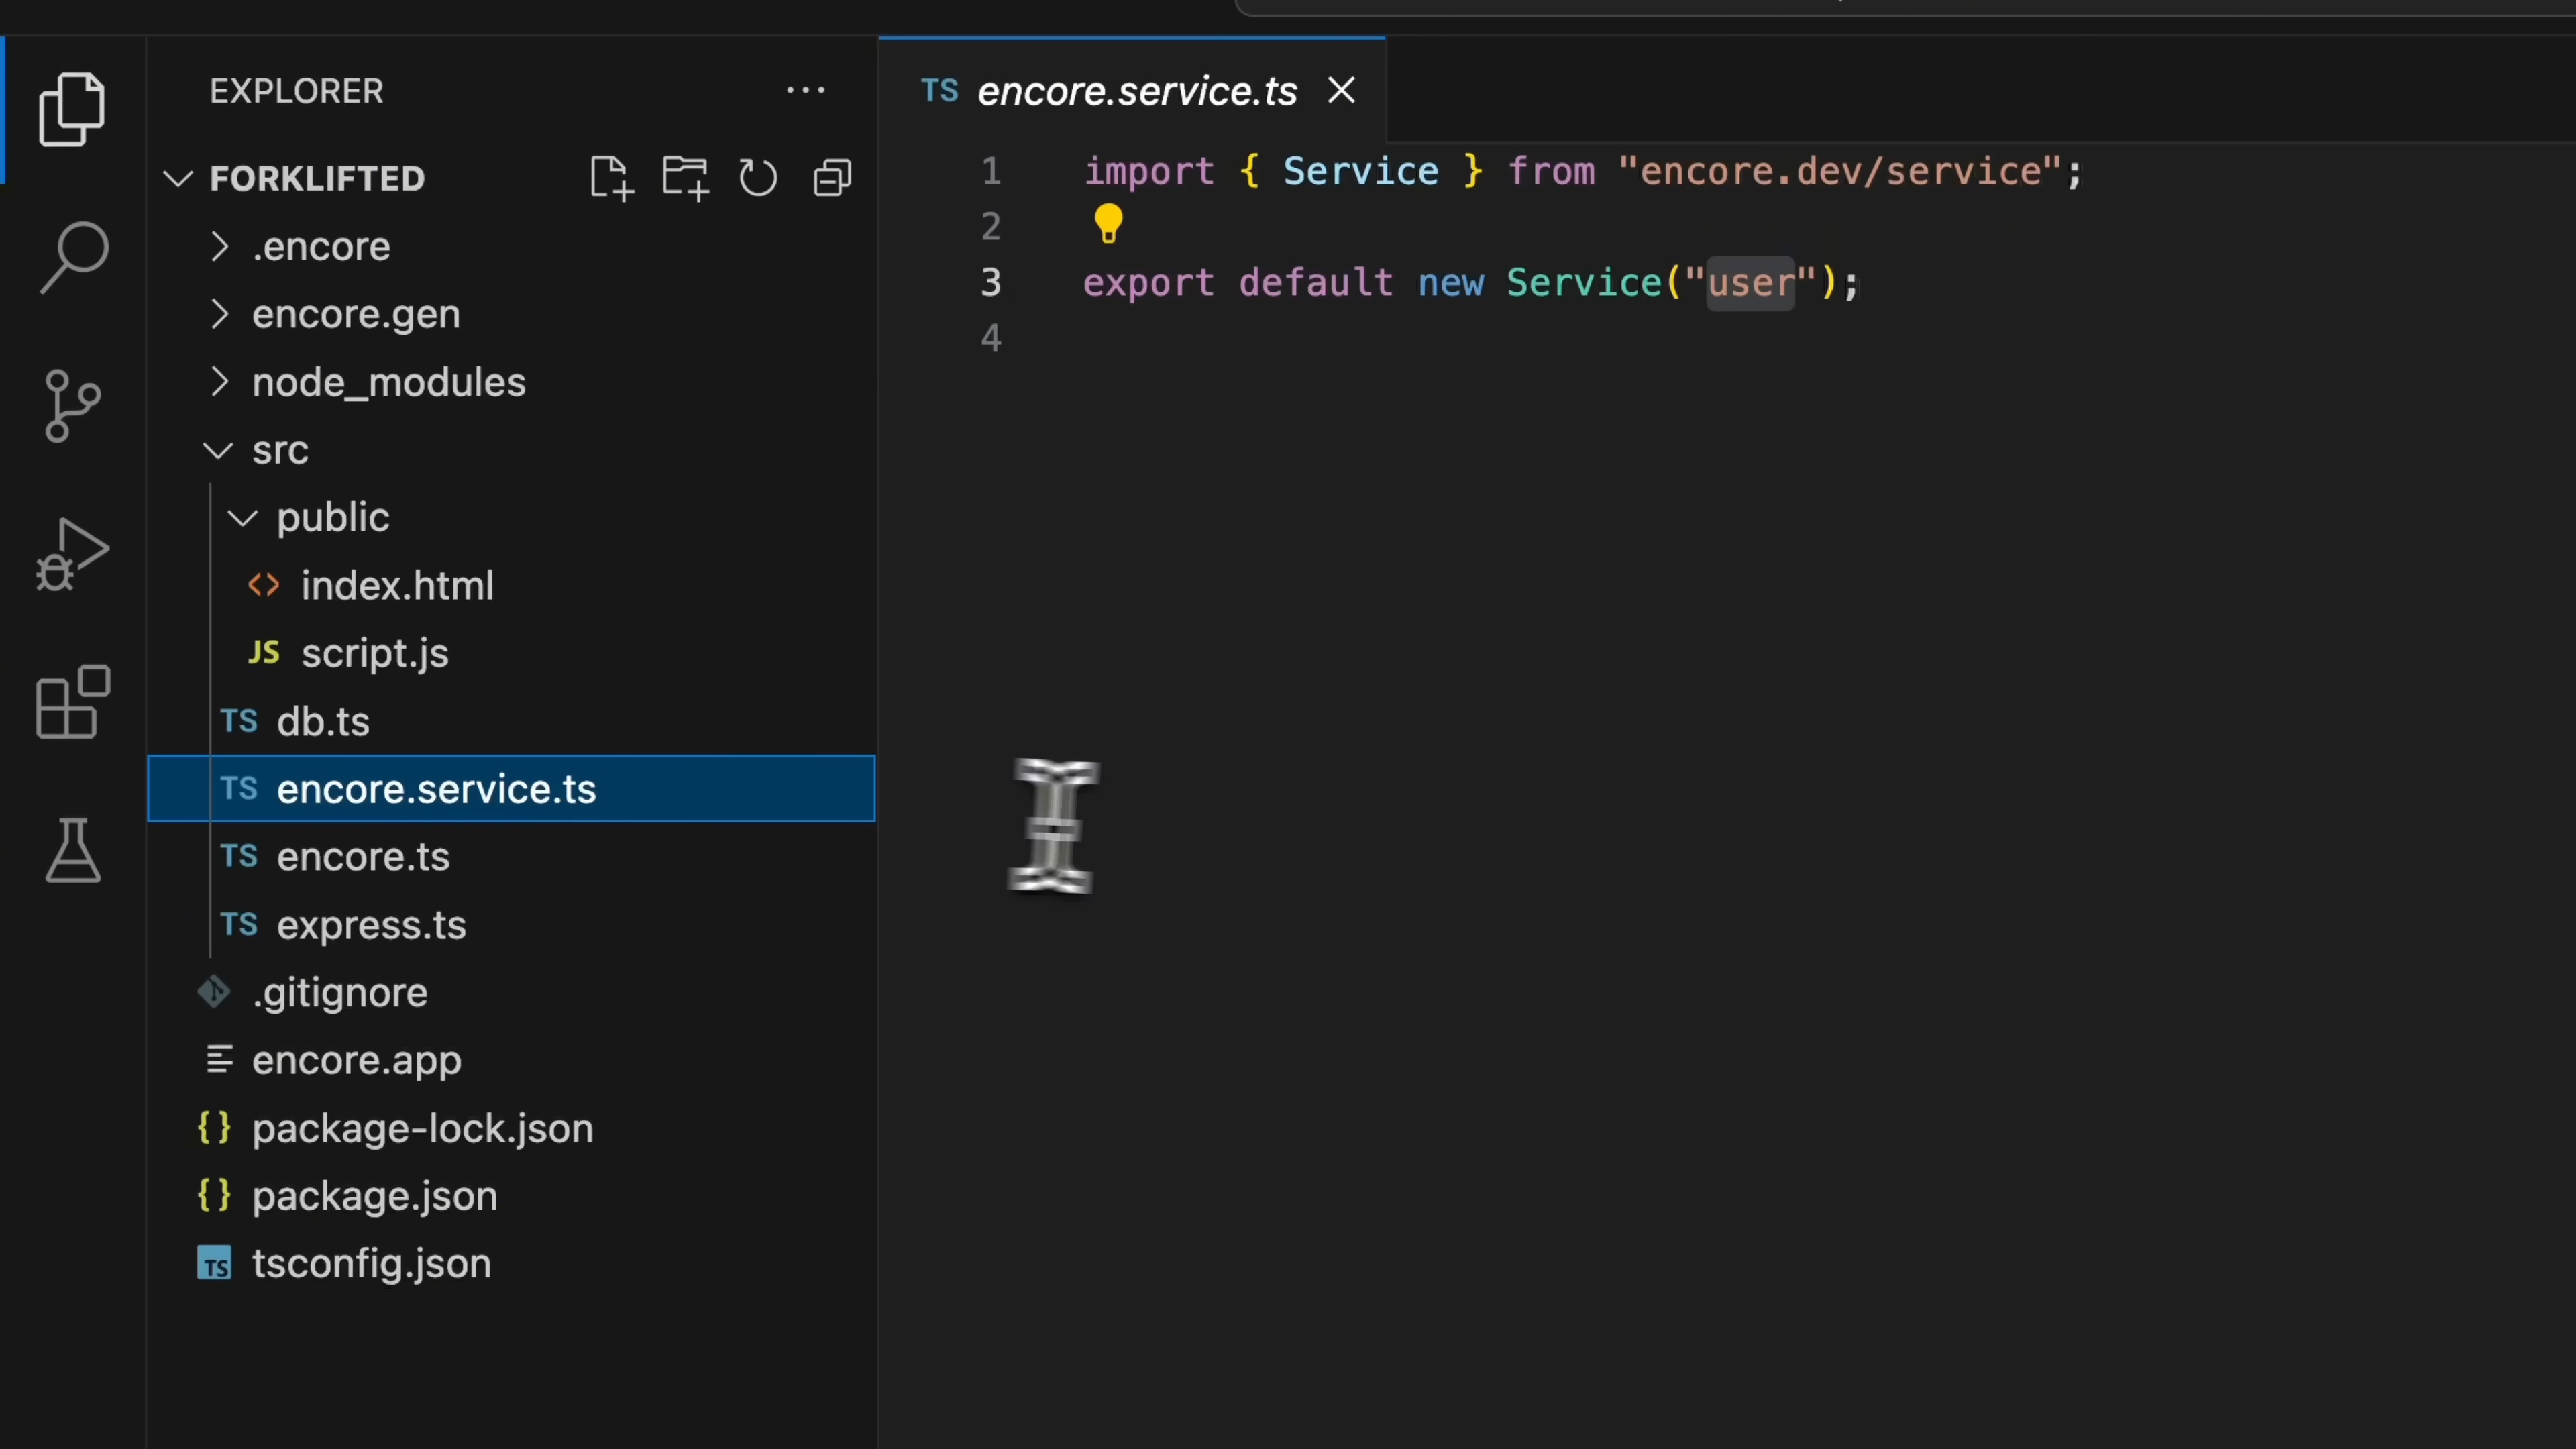 EXPLORER
FORKLIFTED
.encore
encore.gen
node_modules
src
public
<> index.html
JS script.js
TS db.ts
TS encore.service.ts
TS encore.ts
TS express.ts
.gitignore
encore.app
{} package-lock.json
{} package.json
TS tsconfig.json
TS encore.service.ts
1 import { Service } from "encore.dev/service";
2
3 export default new Service("user");
4